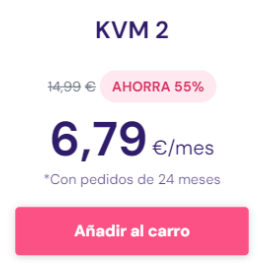 KVM 2
14,99 € AHORRA 55%
6,79 €/mes
*Con pedidos de 24 meses
Añadir al carro